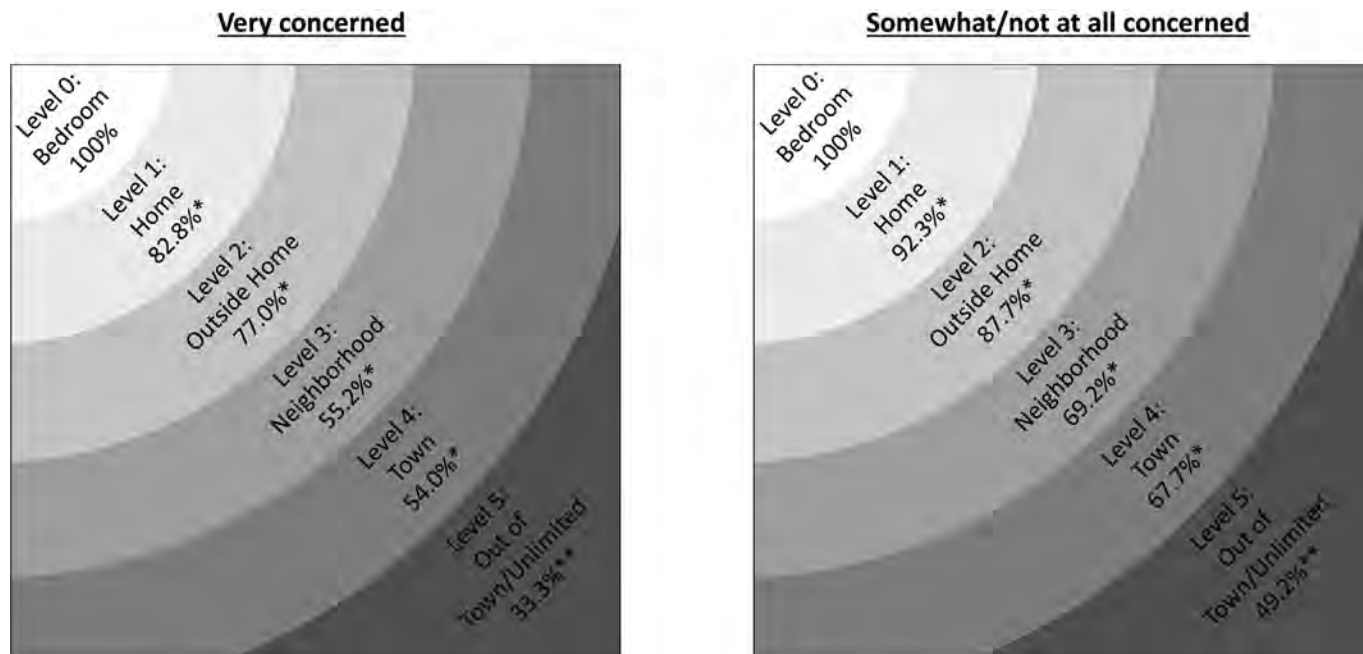 Very concerned
Level 0:
Bedroom
100%
Level 1:
Home
82.8%*
Level 2:
Outside Home
77.0%*
Level 3:
Neighborhood
55.2%*
Level 4:
Town
54.0%*
Level 5:
Out of
Town/Unlimited
33.3%**
Somewhat/not at all concerned
Level 0:
Bedroom
100%
Level 1:
Home
92.3%*
Level 2:
Outside Home
87.7%*
Level 3:
Neighborhood
69.2%*
Level 4:
Town
67.7%*
Level 5:
Out of
Town/Unlimited
49.2%**